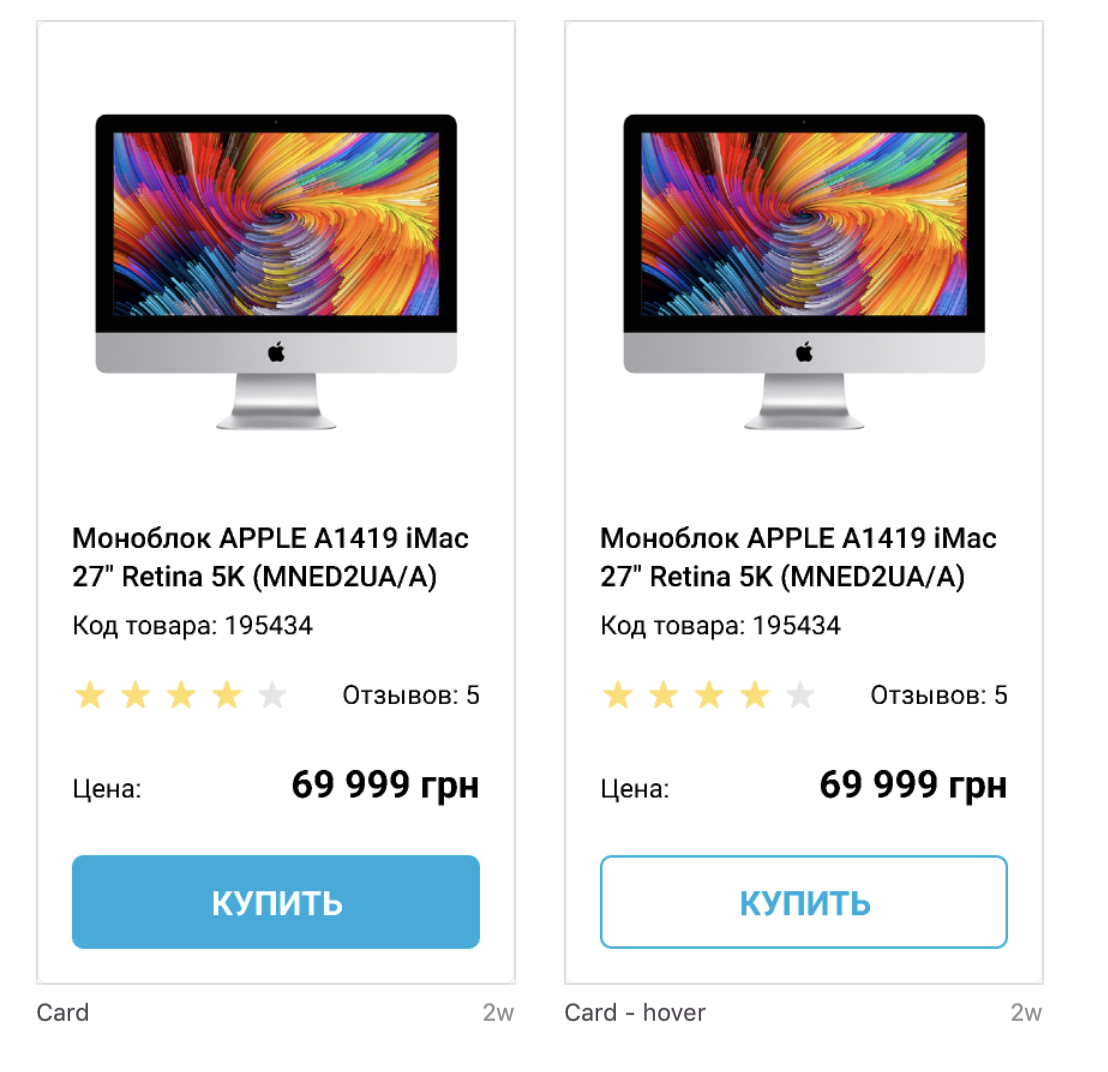 Моноблок APPLE A1419 iMac
27" Retina 5K (MNED2UA/A)
Код товара: 195434
Отзывов: 5
Цена: 69 999 грн
КУПИТЬ
Card 2w
Моноблок APPLE A1419 iMac
27" Retina 5K (MNED2UA/A)
Код товара: 195434
Отзывов: 5
Цена: 69 999 грн
КУПИТЬ
Card - hover 2w